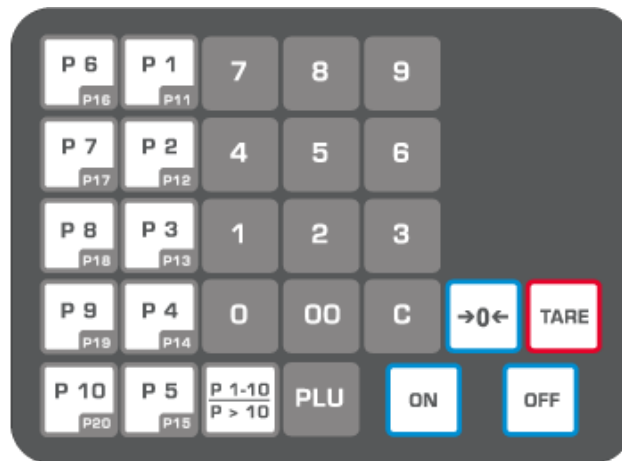 P 6 P 1 7 8 9
P16 P11
P 7 P 2 4 5 6
P17 P12
P 8 P 3 1 2 3
P18 P13
P 9 P 4 0 00 C →0← TARE
P19 P14
P 10 P 5 P 1-10 PLU ON OFF
P20 P15 P > 10